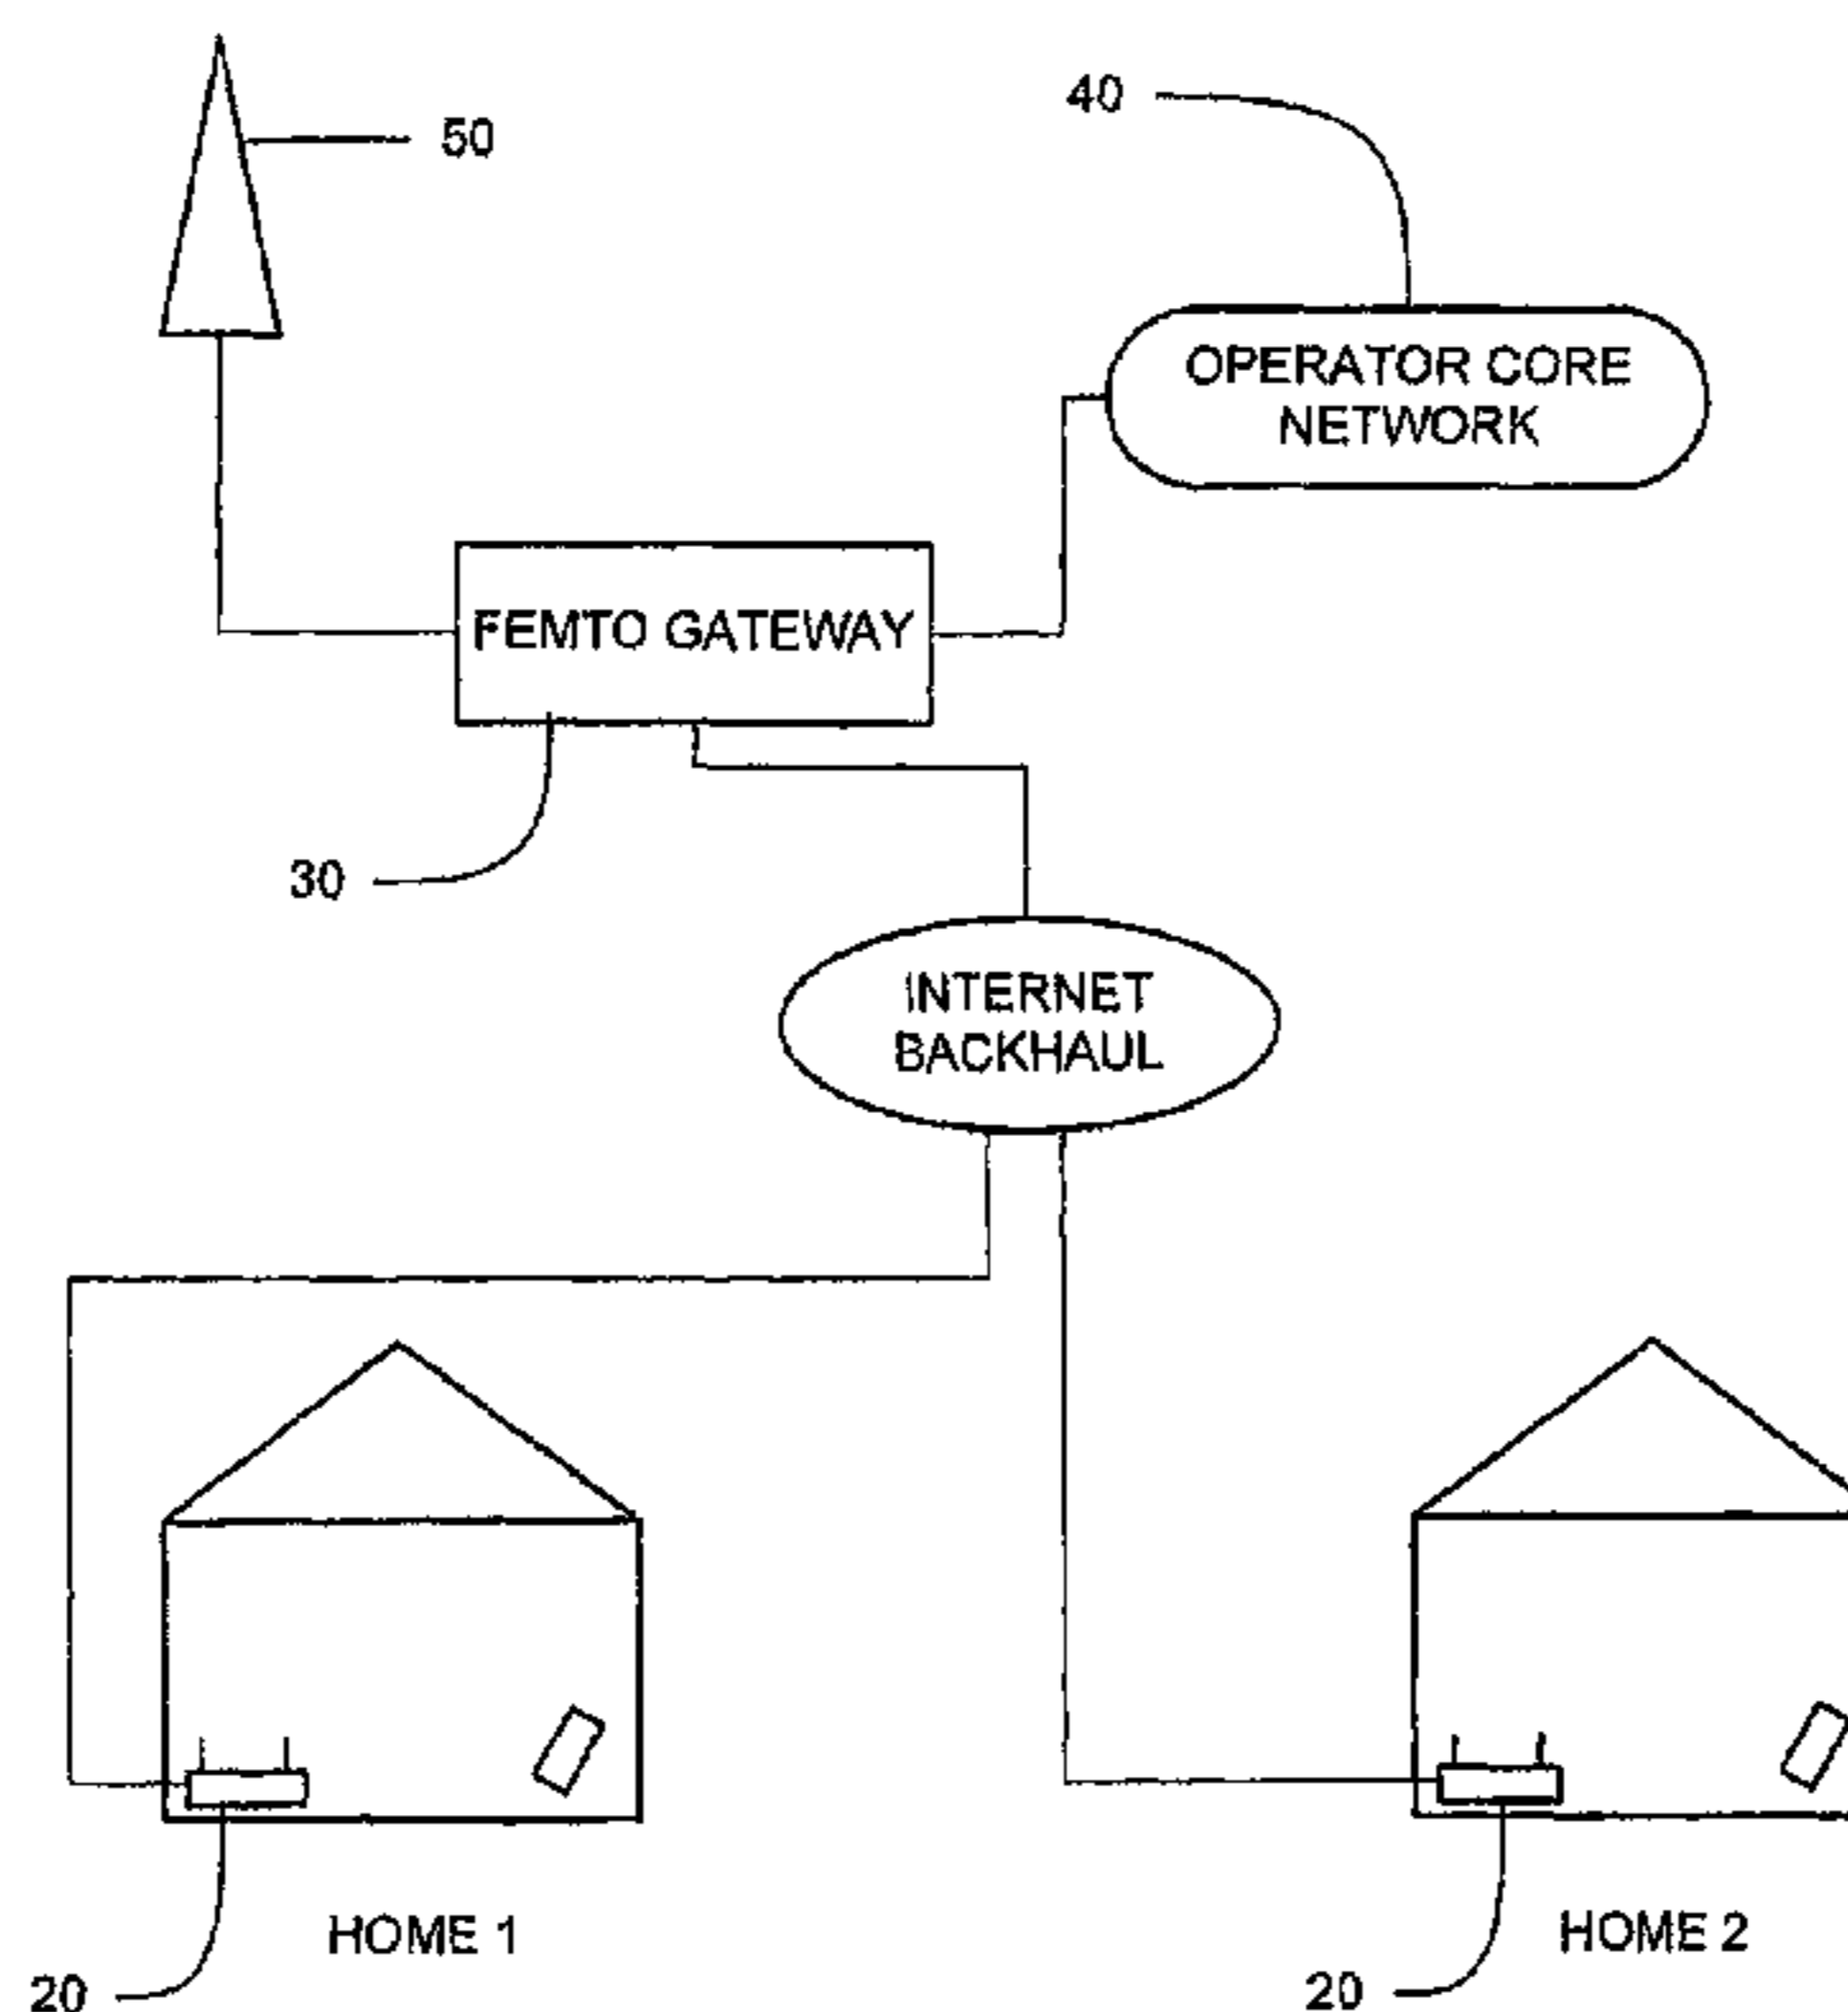 50
40
OPERATOR CORE
NETWORK
FEMTO GATEWAY
30
INTERNET
BACKHAUL
HOME 1
HOME 2
20
20